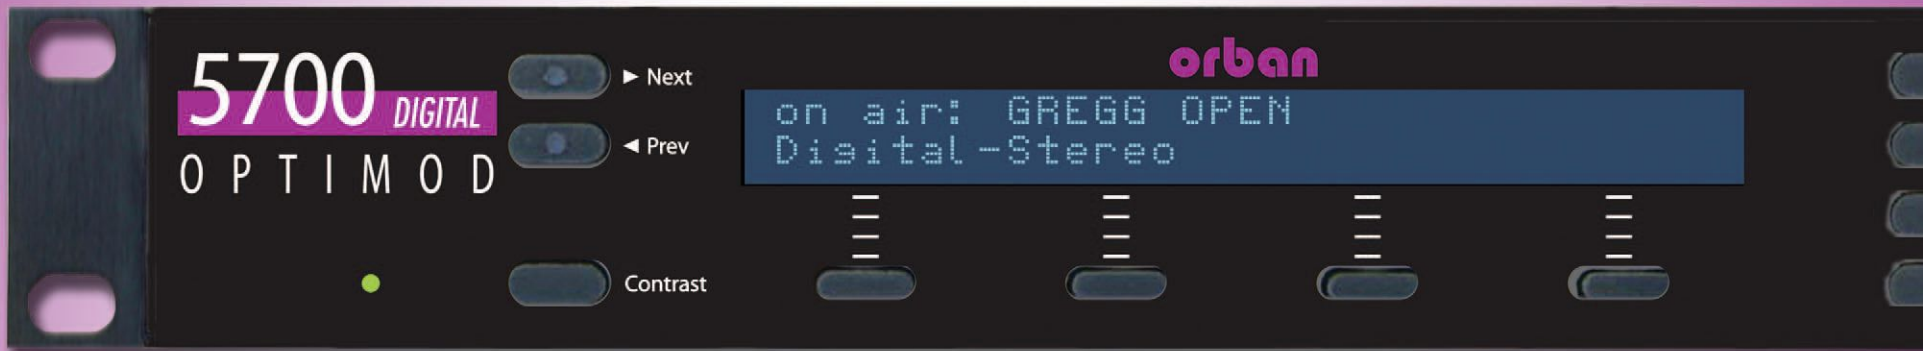 5700 DIGITAL
OPTIMOD
► Next
◄ Prev
Contrast
orban
on air: GREGG OPEN
Digital-Stereo